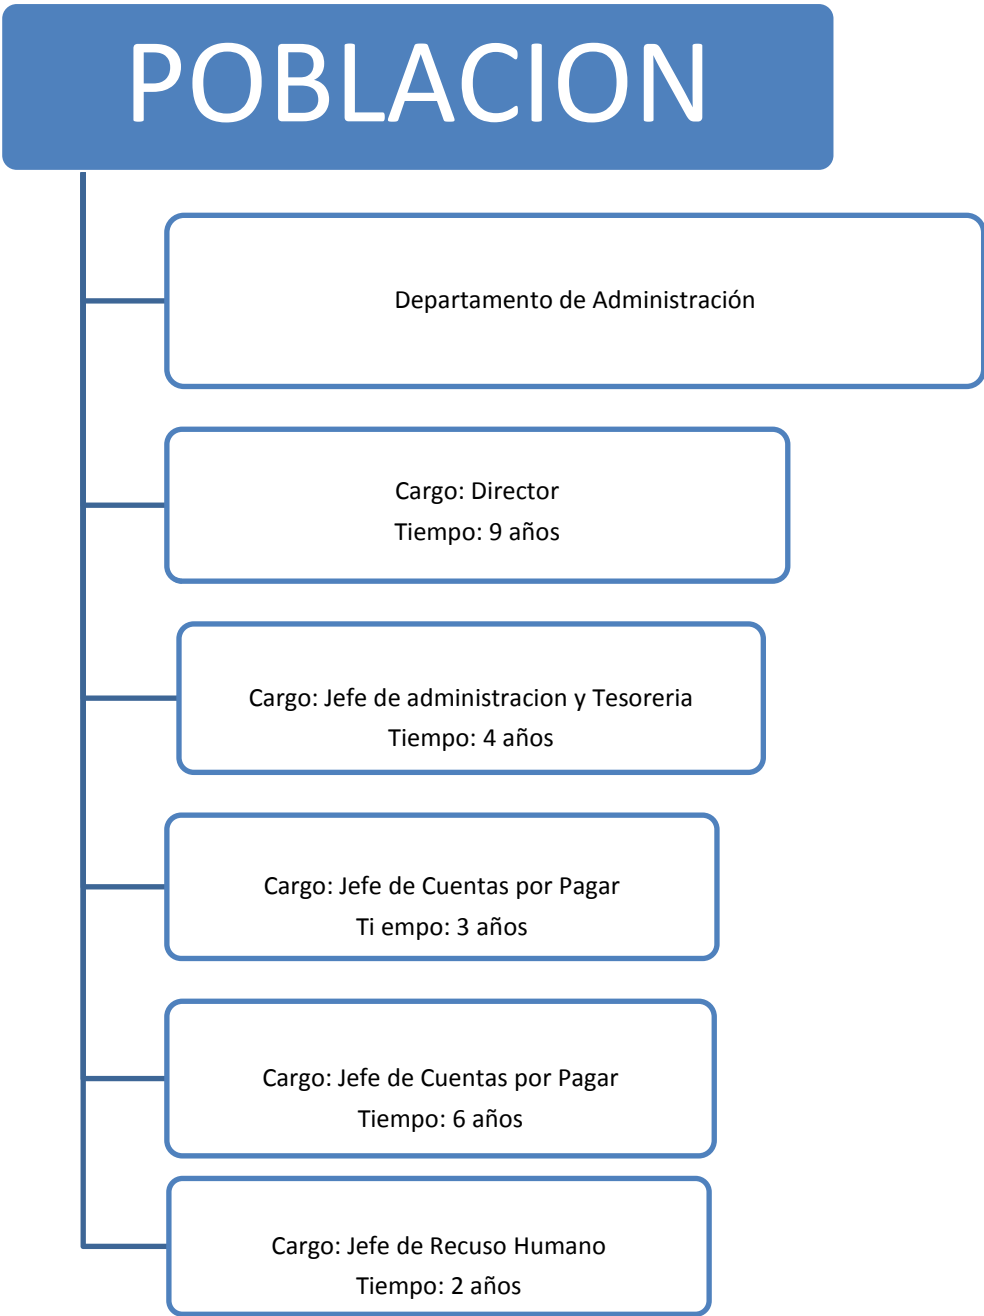 POBLACION
Departamento de Administración
Cargo: Director
Tiempo: 9 años
Cargo: Jefe de administracion y Tesoreria
Tiempo: 4 años
Cargo: Jefe de Cuentas por Pagar
Ti empo: 3 años
Cargo: Jefe de Cuentas por Pagar
Tiempo: 6 años
Cargo: Jefe de Recuso Humano
Tiempo: 2 años